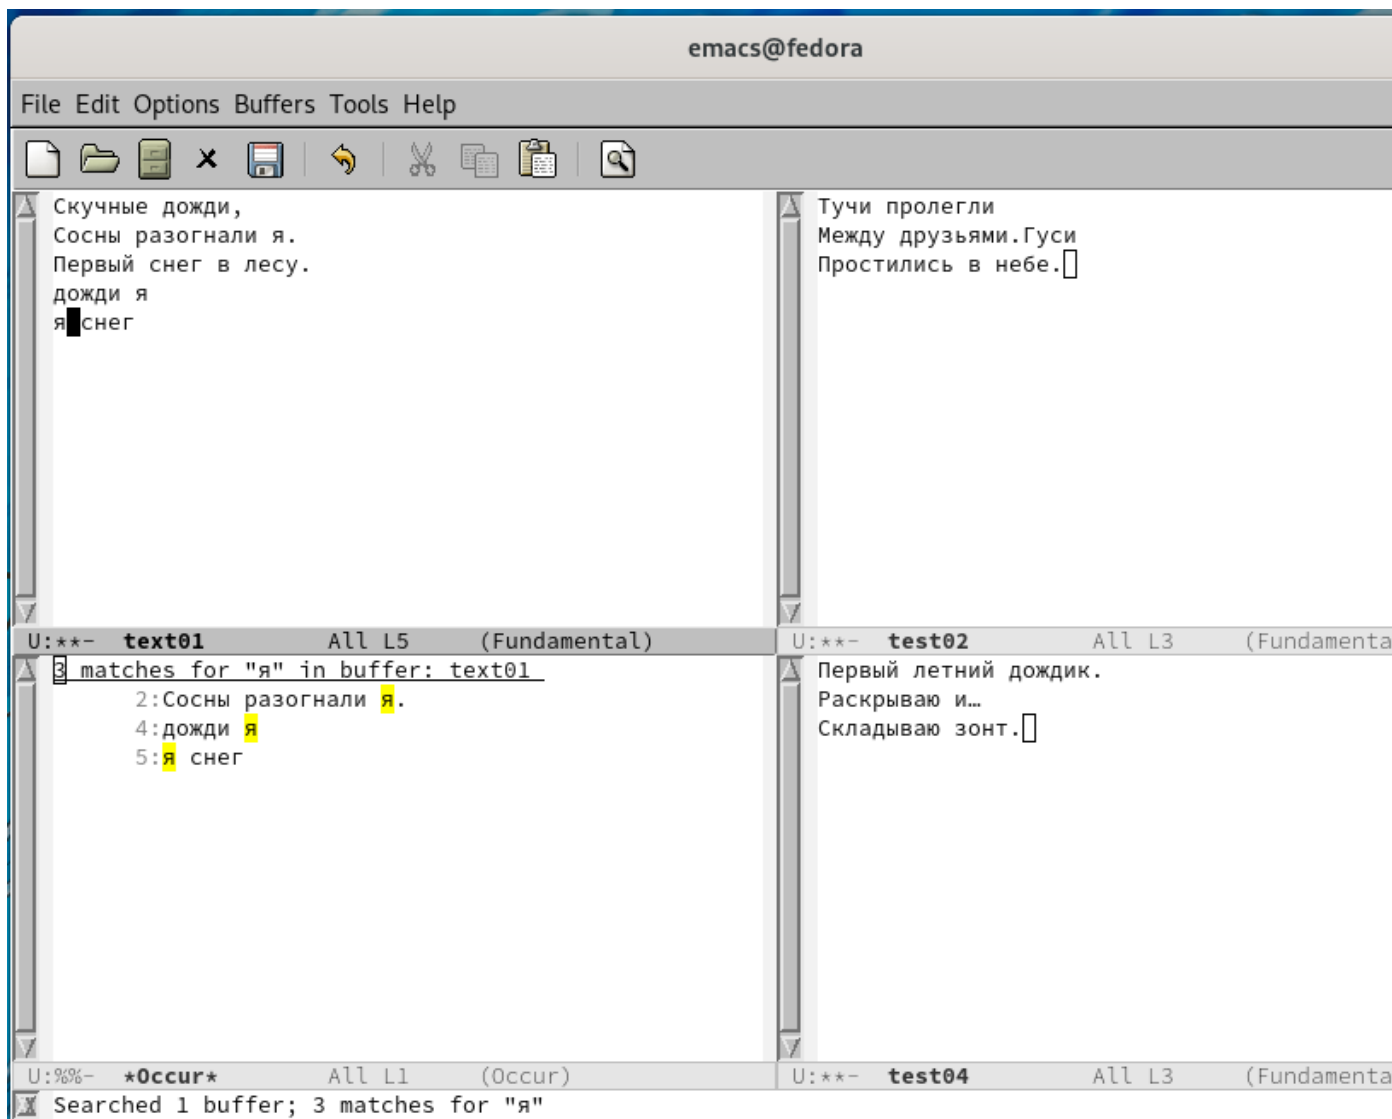 emacs@fedora
File Edit Options Buffers Tools Help
Скучные дожди,
Сосны разогнали я.
Первый снег в лесу.
дожди я
я снег
U:**-  text01  All L5  (Fundamental)
Тучи пролегли
Между друзьями.Гуси
Простились в небе.
U:**-  test02  All L3  (Fundamenta
3 matches for "я" in buffer: text01
2:Сосны разогнали я.
4:дожди я
5:я снег
U:%%-  *Occur*  All L1  (Occur)
Первый летний дождик.
Раскрываю и…
Складываю зонт.
U:**-  test04  All L3  (Fundamenta
Searched 1 buffer; 3 matches for "я"